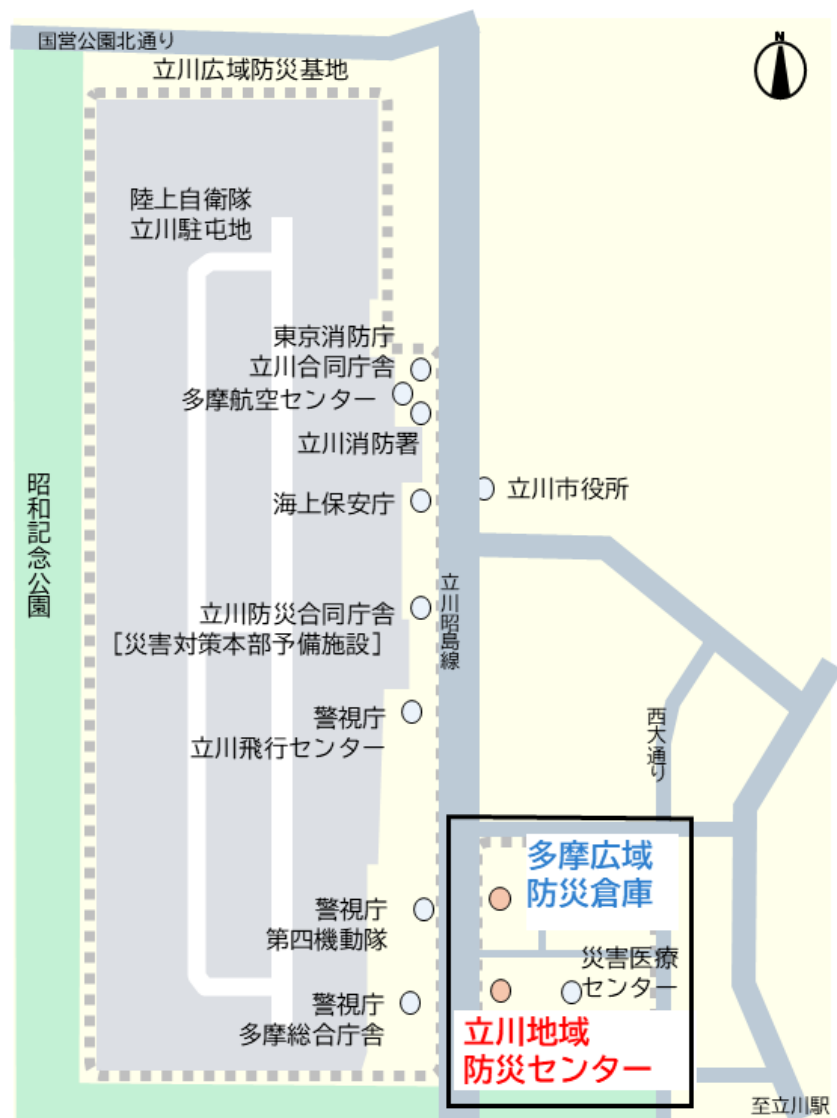 国営公園北通り
N
立川広域防災基地
陸上自衛隊
立川駐屯地
東京消防庁
立川合同庁舎
多摩航空センター
立川消防署
昭和記念公園
海上保安庁
立川市役所
立川昭島線
立川防災合同庁舎
［災害対策本部予備施設］
警視庁
立川飛行センター
西大通り
多摩広域
防災倉庫
警視庁
第四機動隊
災害医療
センター
警視庁
多摩総合庁舎
立川地域
防災センター
至立川駅